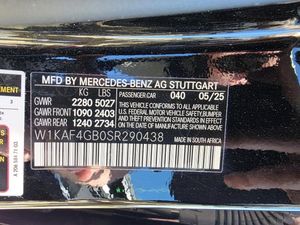 MFD BY MERCEDES-BENZ AG STUTTGART
KG LBS 040 05/25
GVWR 2280 5027
GAWR FRONT 1090 2403
GAWR REAR 1240 2734
THIS VEHICLE CONFORMS TO ALL APPLICABLE
FEDERAL MOTOR VEHICLE SAFETY, BUMPER
AND THEFT PREVENTION STANDARDS IN EFFECT
ON THE DATE OF MANUFACTURE SHOWN ABOVE
PASSENGER CAR
W1KAF4GB0SR290438
MADE IN SOUTH AFRICA